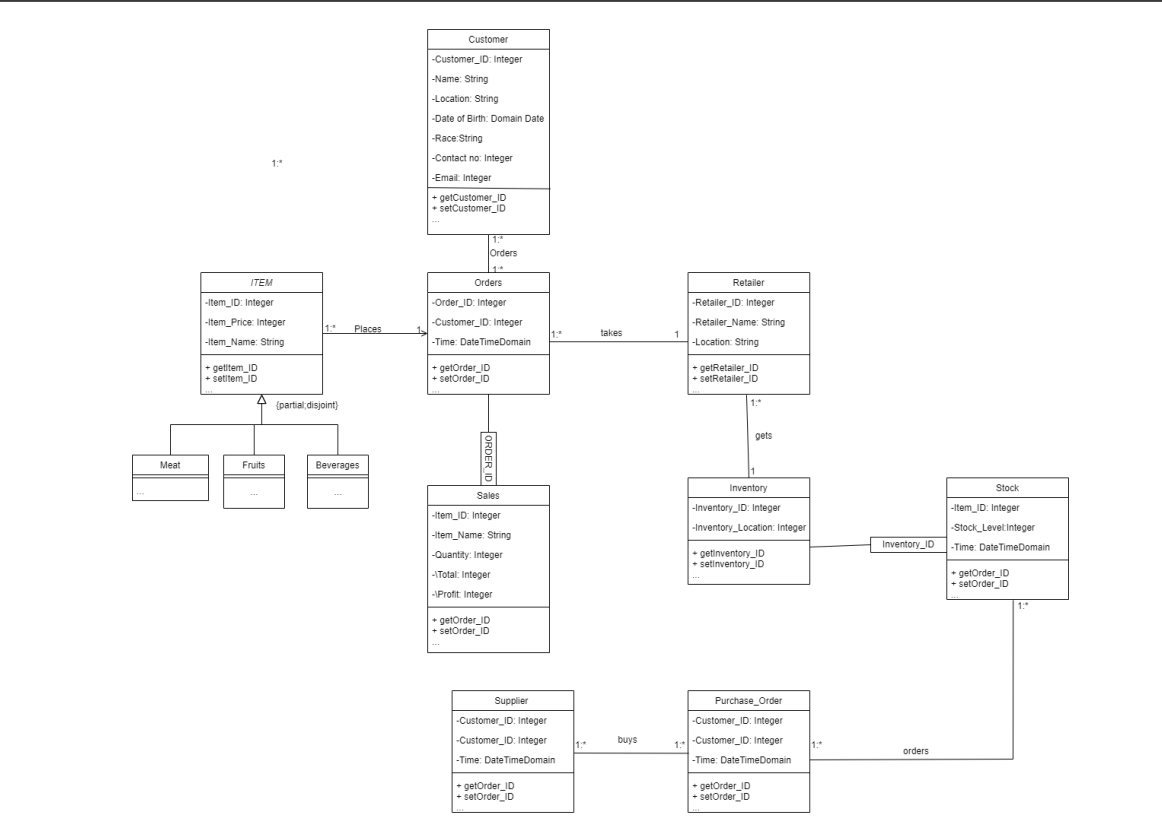 Customer
-Customer_ID: Integer
-Name: String
-Location: String
-Date of Birth: Domain Date
-Race:String
-Contact no: Integer
-Email: Integer
+ getCustomer_ID
+ setCustomer_ID
...
1:*
1:*
Orders
1:*
ITEM
-Item_ID: Integer
-Item_Price: Integer
-Item_Name: String
+ getItem_ID
+ setItem_ID
...
1:*
Places
1
Orders
-Order_ID: Integer
-Customer_ID: Integer
-Time: DateTimeDomain
+ getOrder_ID
+ setOrder_ID
...
1:*
takes
1
Retailer
-Retailer_ID: Integer
-Retailer_Name: String
-Location: String
+ getRetailer_ID
+ setRetailer_ID
...
{partial;disjoint}
Meat
...
Fruits
...
Beverages
...
ORDER_ID
Sales
-Item_ID: Integer
-Item_Name: String
-Quantity: Integer
-\Total: Integer
-\Profit: Integer
+ getOrder_ID
+ setOrder_ID
...
1:*
gets
1
Inventory
-Inventory_ID: Integer
-Inventory_Location: Integer
+ getInventory_ID
+ setInventory_ID
...
Inventory_ID
Stock
-Item_ID: Integer
-Stock_Level:Integer
-Time: DateTimeDomain
+ getOrder_ID
+ setOrder_ID
...
1:*
Supplier
-Customer_ID: Integer
-Customer_ID: Integer
-Time: DateTimeDomain
+ getOrder_ID
+ setOrder_ID
...
1:*
buys
1:*
Purchase_Order
-Customer_ID: Integer
-Customer_ID: Integer
-Time: DateTimeDomain
+ getOrder_ID
+ setOrder_ID
...
1:*
orders